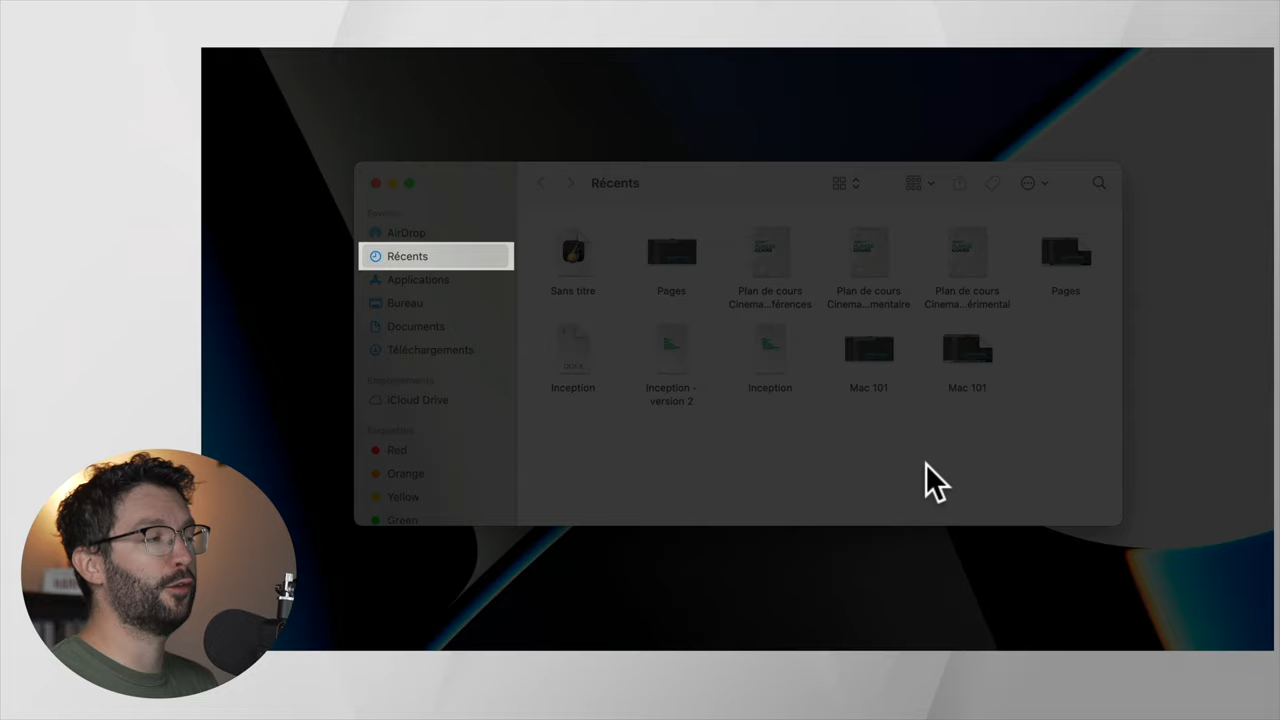 Récents
Favoris
AirDrop
Récents
Applications
Bureau
Documents
Téléchargements
Emplacements
iCloud Drive
Étiquettes
Red
Orange
Yellow
Green
Sans titre
Pages
Plan de cours
Cinema...férences
Plan de cours
Cinema...mentaire
Plan de cours
Cinema...érimental
Pages
Inception
Inception -
version 2
Inception
Mac 101
Mac 101
DOCX